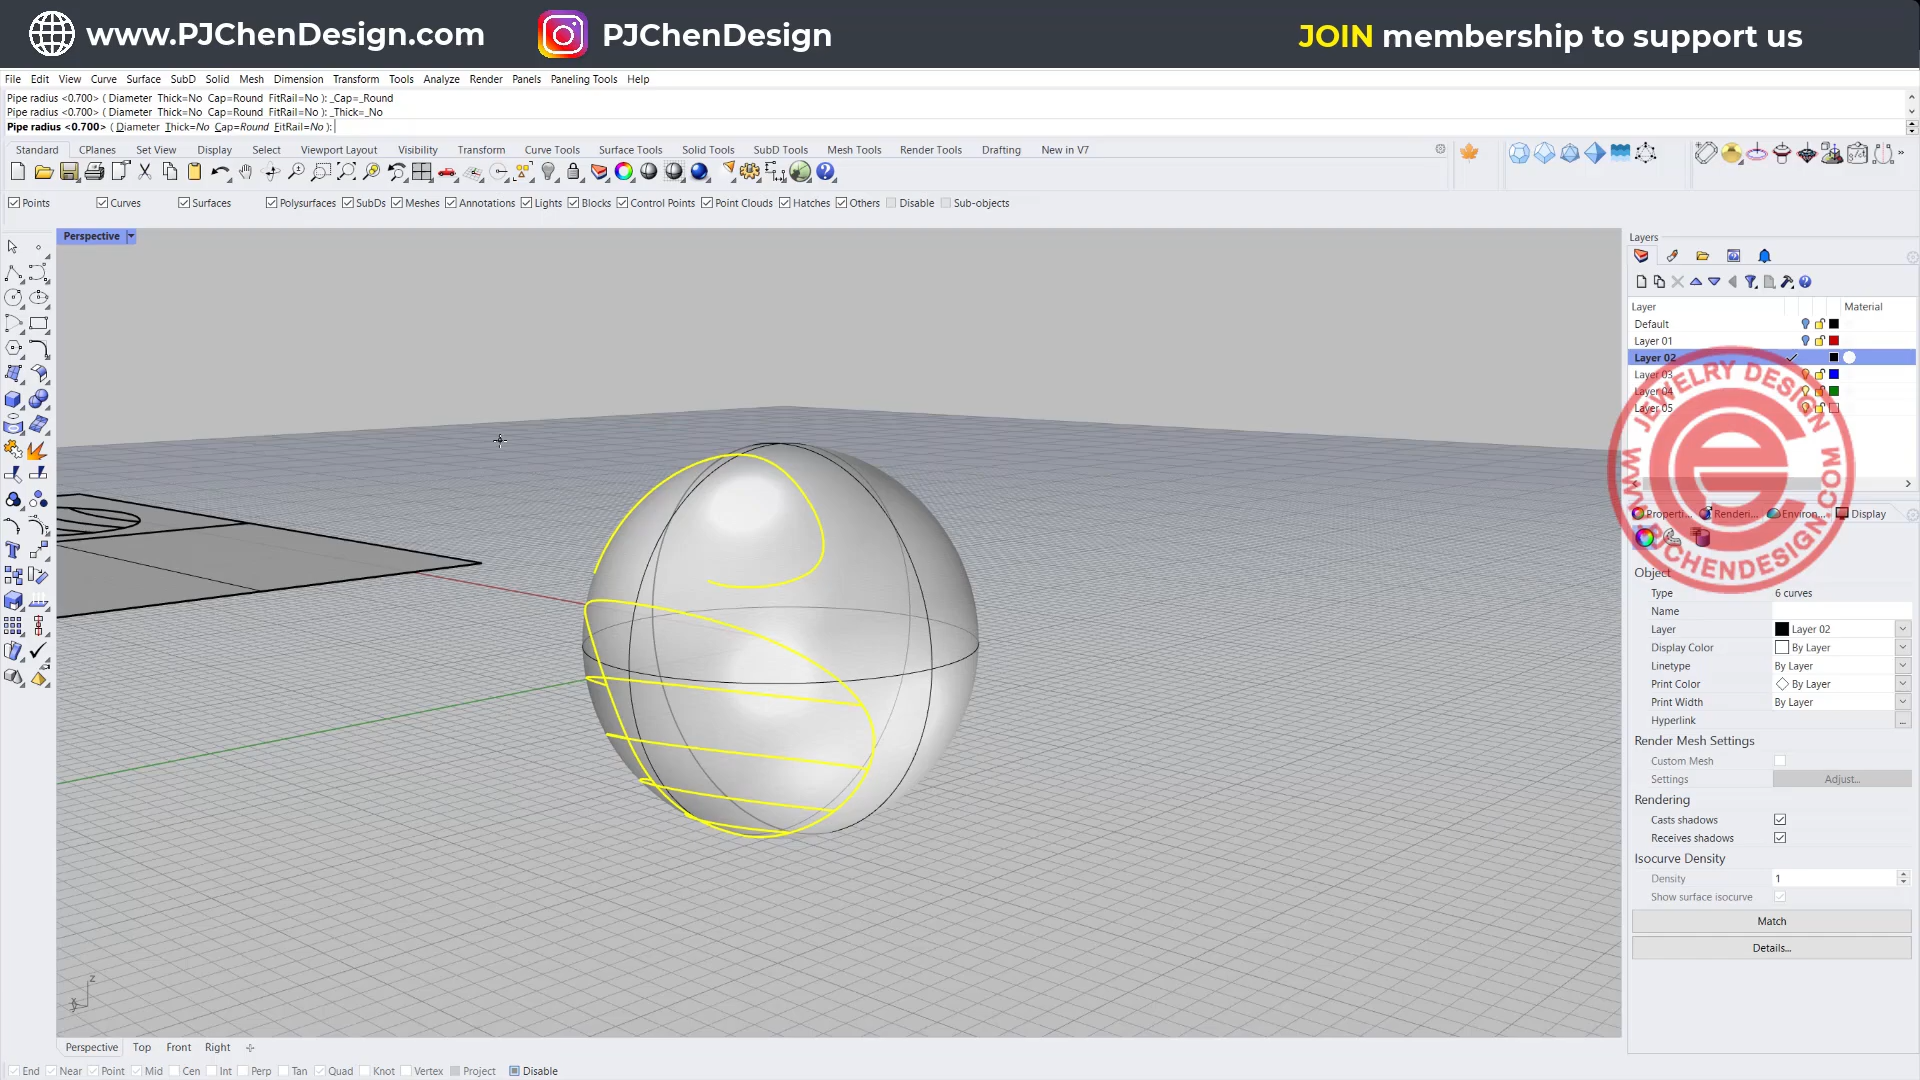 www.PJChenDesign.com PJChenDesign JOIN membership to support us
File Edit View Curve Surface SubD Solid Mesh Dimension Transform Tools Analyze Render Panels Paneling Tools Help
Pipe radius <0.700> ( Diameter Thick=No Cap=Round FitRail=No ): _Cap=_Round
Pipe radius <0.700> ( Diameter Thick=No Cap=Round FitRail=No ): _Thick=_No
Pipe radius <0.700> ( Diameter Thick=No Cap=Round FitRail=No ):
Standard CPlanes Set View Display Select Viewport Layout Visibility Transform Curve Tools Surface Tools Solid Tools SubD Tools Mesh Tools Render Tools Drafting New in V7
Points Curves Surfaces Polysurfaces SubDs Meshes Annotations Lights Blocks Control Points Point Clouds Hatches Others Disable Sub-objects
Perspective
Layers
Layer Material
Default
Layer 01
Layer 02
Layer 03
Layer 04
Layer 05
JEWELRY DESIGN
WWW.PJCHENDESIGN.COM
Properti... Renderi... Environ... Display
Object
Type 6 curves
Name
Layer Layer 02
Display Color By Layer
Linetype By Layer
Print Color By Layer
Print Width By Layer
Hyperlink ...
Render Mesh Settings
Custom Mesh
Settings Adjust...
Rendering
Casts shadows
Receives shadows
Isocurve Density
Density 1
Show surface isocurve
Match
Details...
z
Perspective Top Front Right
End Near Point Mid Cen Int Perp Tan Quad Knot Vertex Project Disable